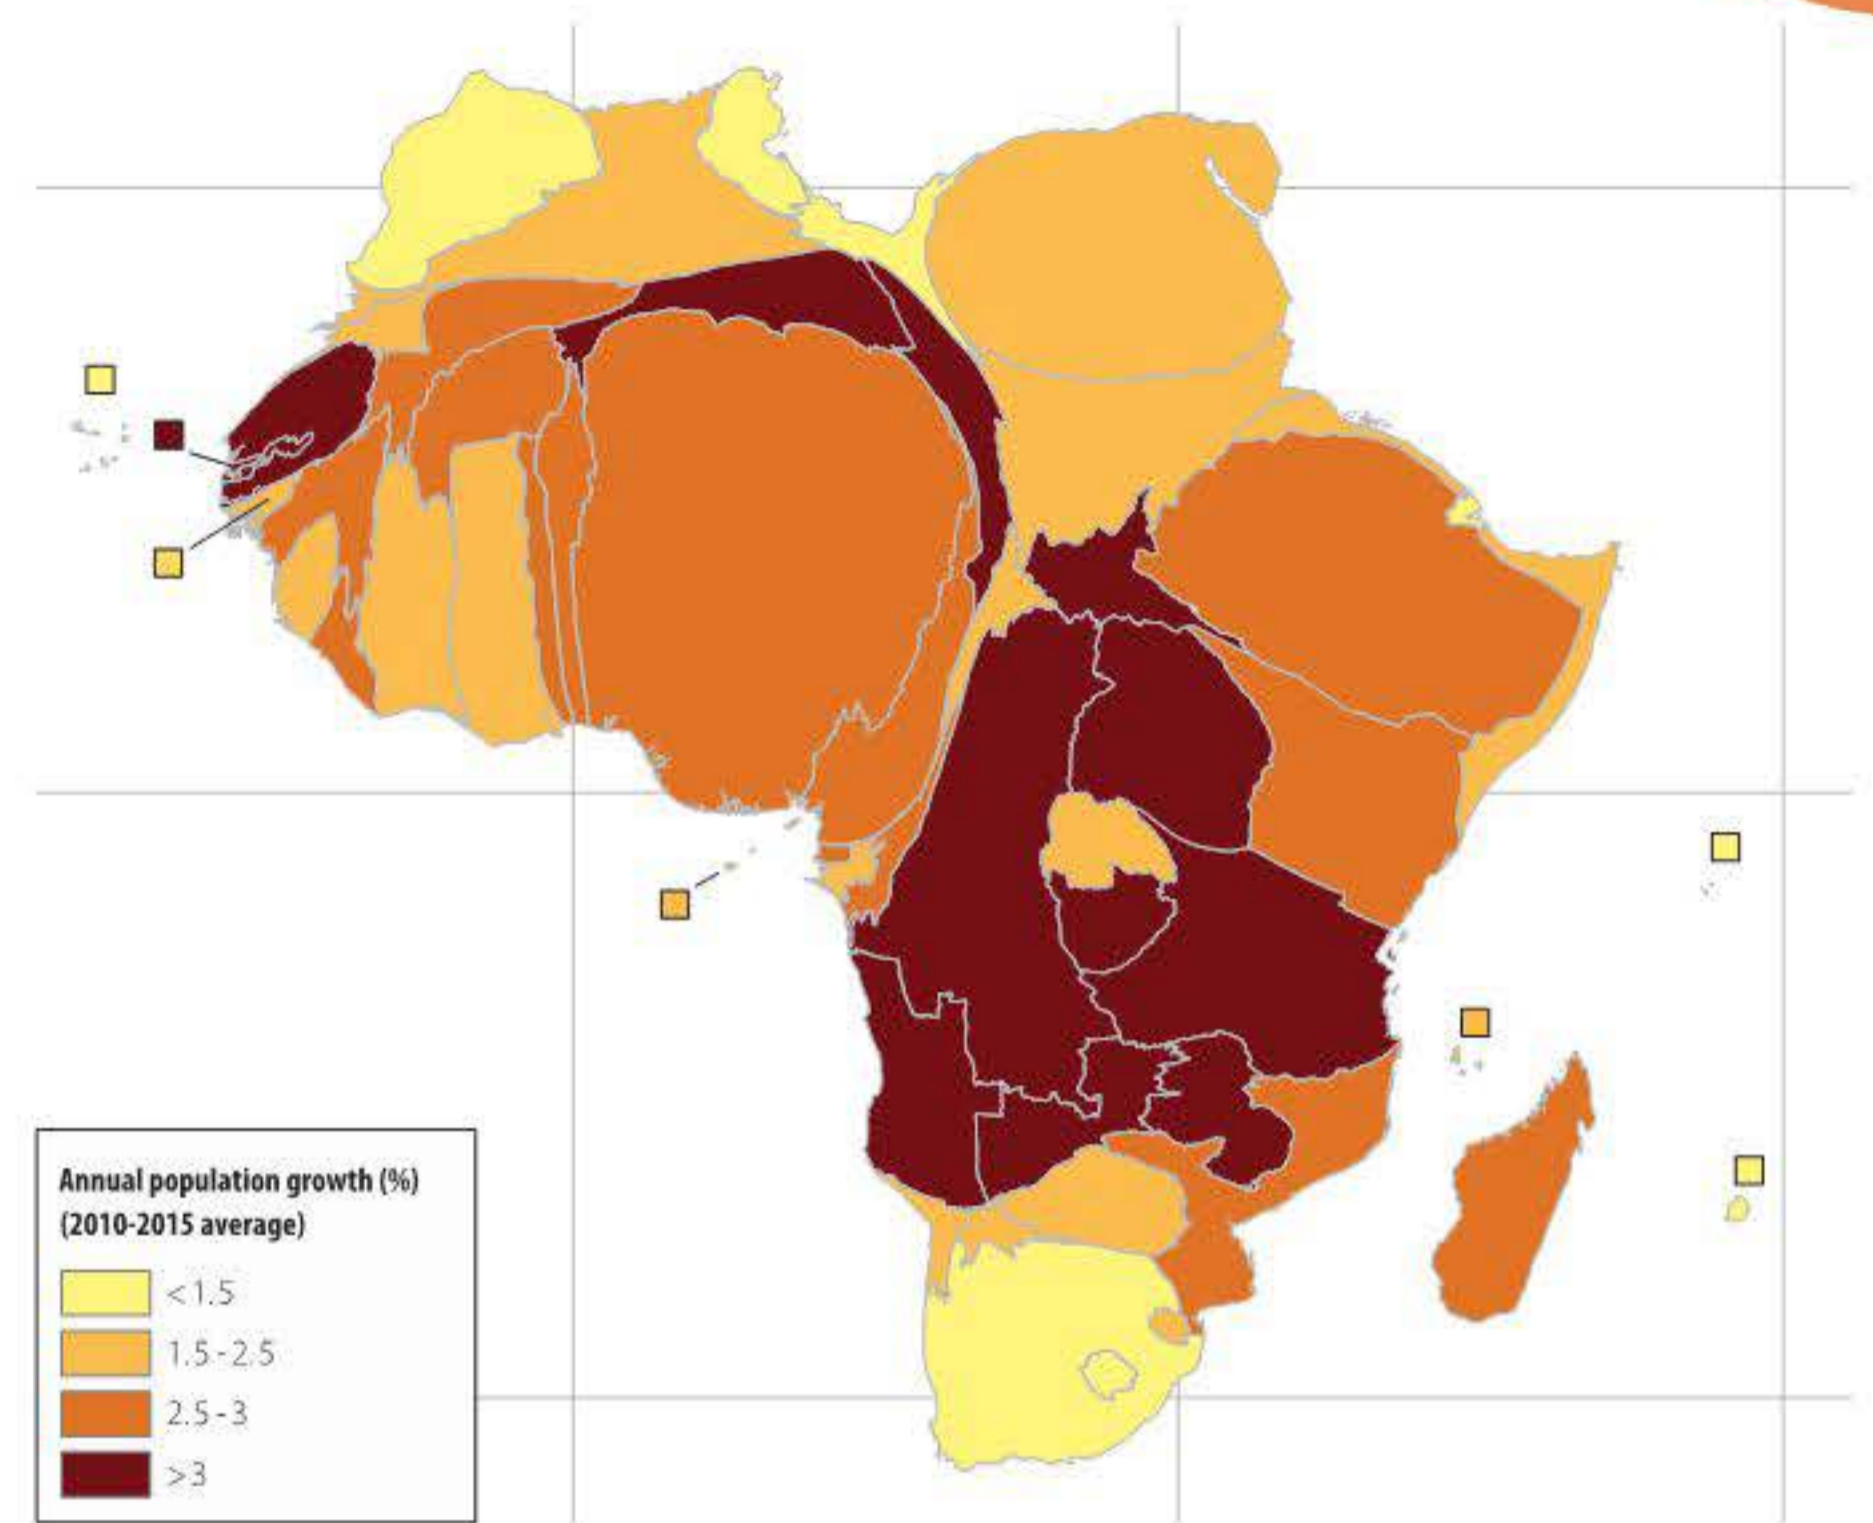 Annual population growth (%)
(2010-2015 average)
<1.5
1.5-2.5
2.5-3
>3